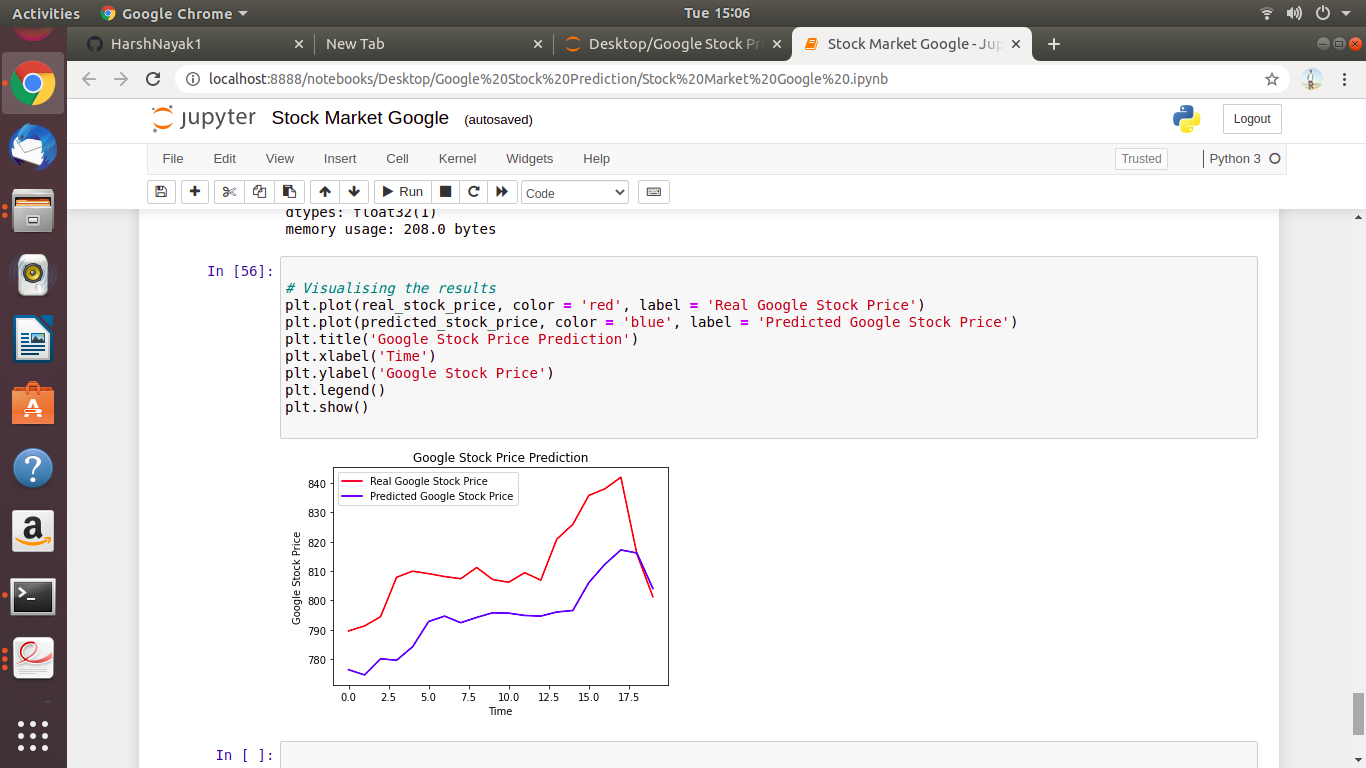 Activities Google Chrome Tue 15:06
HarshNayak1 New Tab Desktop/Google Stock Pr Stock Market Google - Jup
localhost:8888/notebooks/Desktop/Google%20Stock%20Prediction/Stock%20Market%20Google%20.ipynb
jupyter Stock Market Google (autosaved) Logout
File Edit View Insert Cell Kernel Widgets Help Trusted Python 3
Run Code
dtypes: float32(1)
memory usage: 208.0 bytes
In [56]:
# Visualising the results
plt.plot(real_stock_price, color = 'red', label = 'Real Google Stock Price')
plt.plot(predicted_stock_price, color = 'blue', label = 'Predicted Google Stock Price')
plt.title('Google Stock Price Prediction')
plt.xlabel('Time')
plt.ylabel('Google Stock Price')
plt.legend()
plt.show()
Google Stock Price Prediction
Real Google Stock Price
Predicted Google Stock Price
840
830
820
810
800
790
780
Google Stock Price
0.0 2.5 5.0 7.5 10.0 12.5 15.0 17.5
Time
In [ ]: